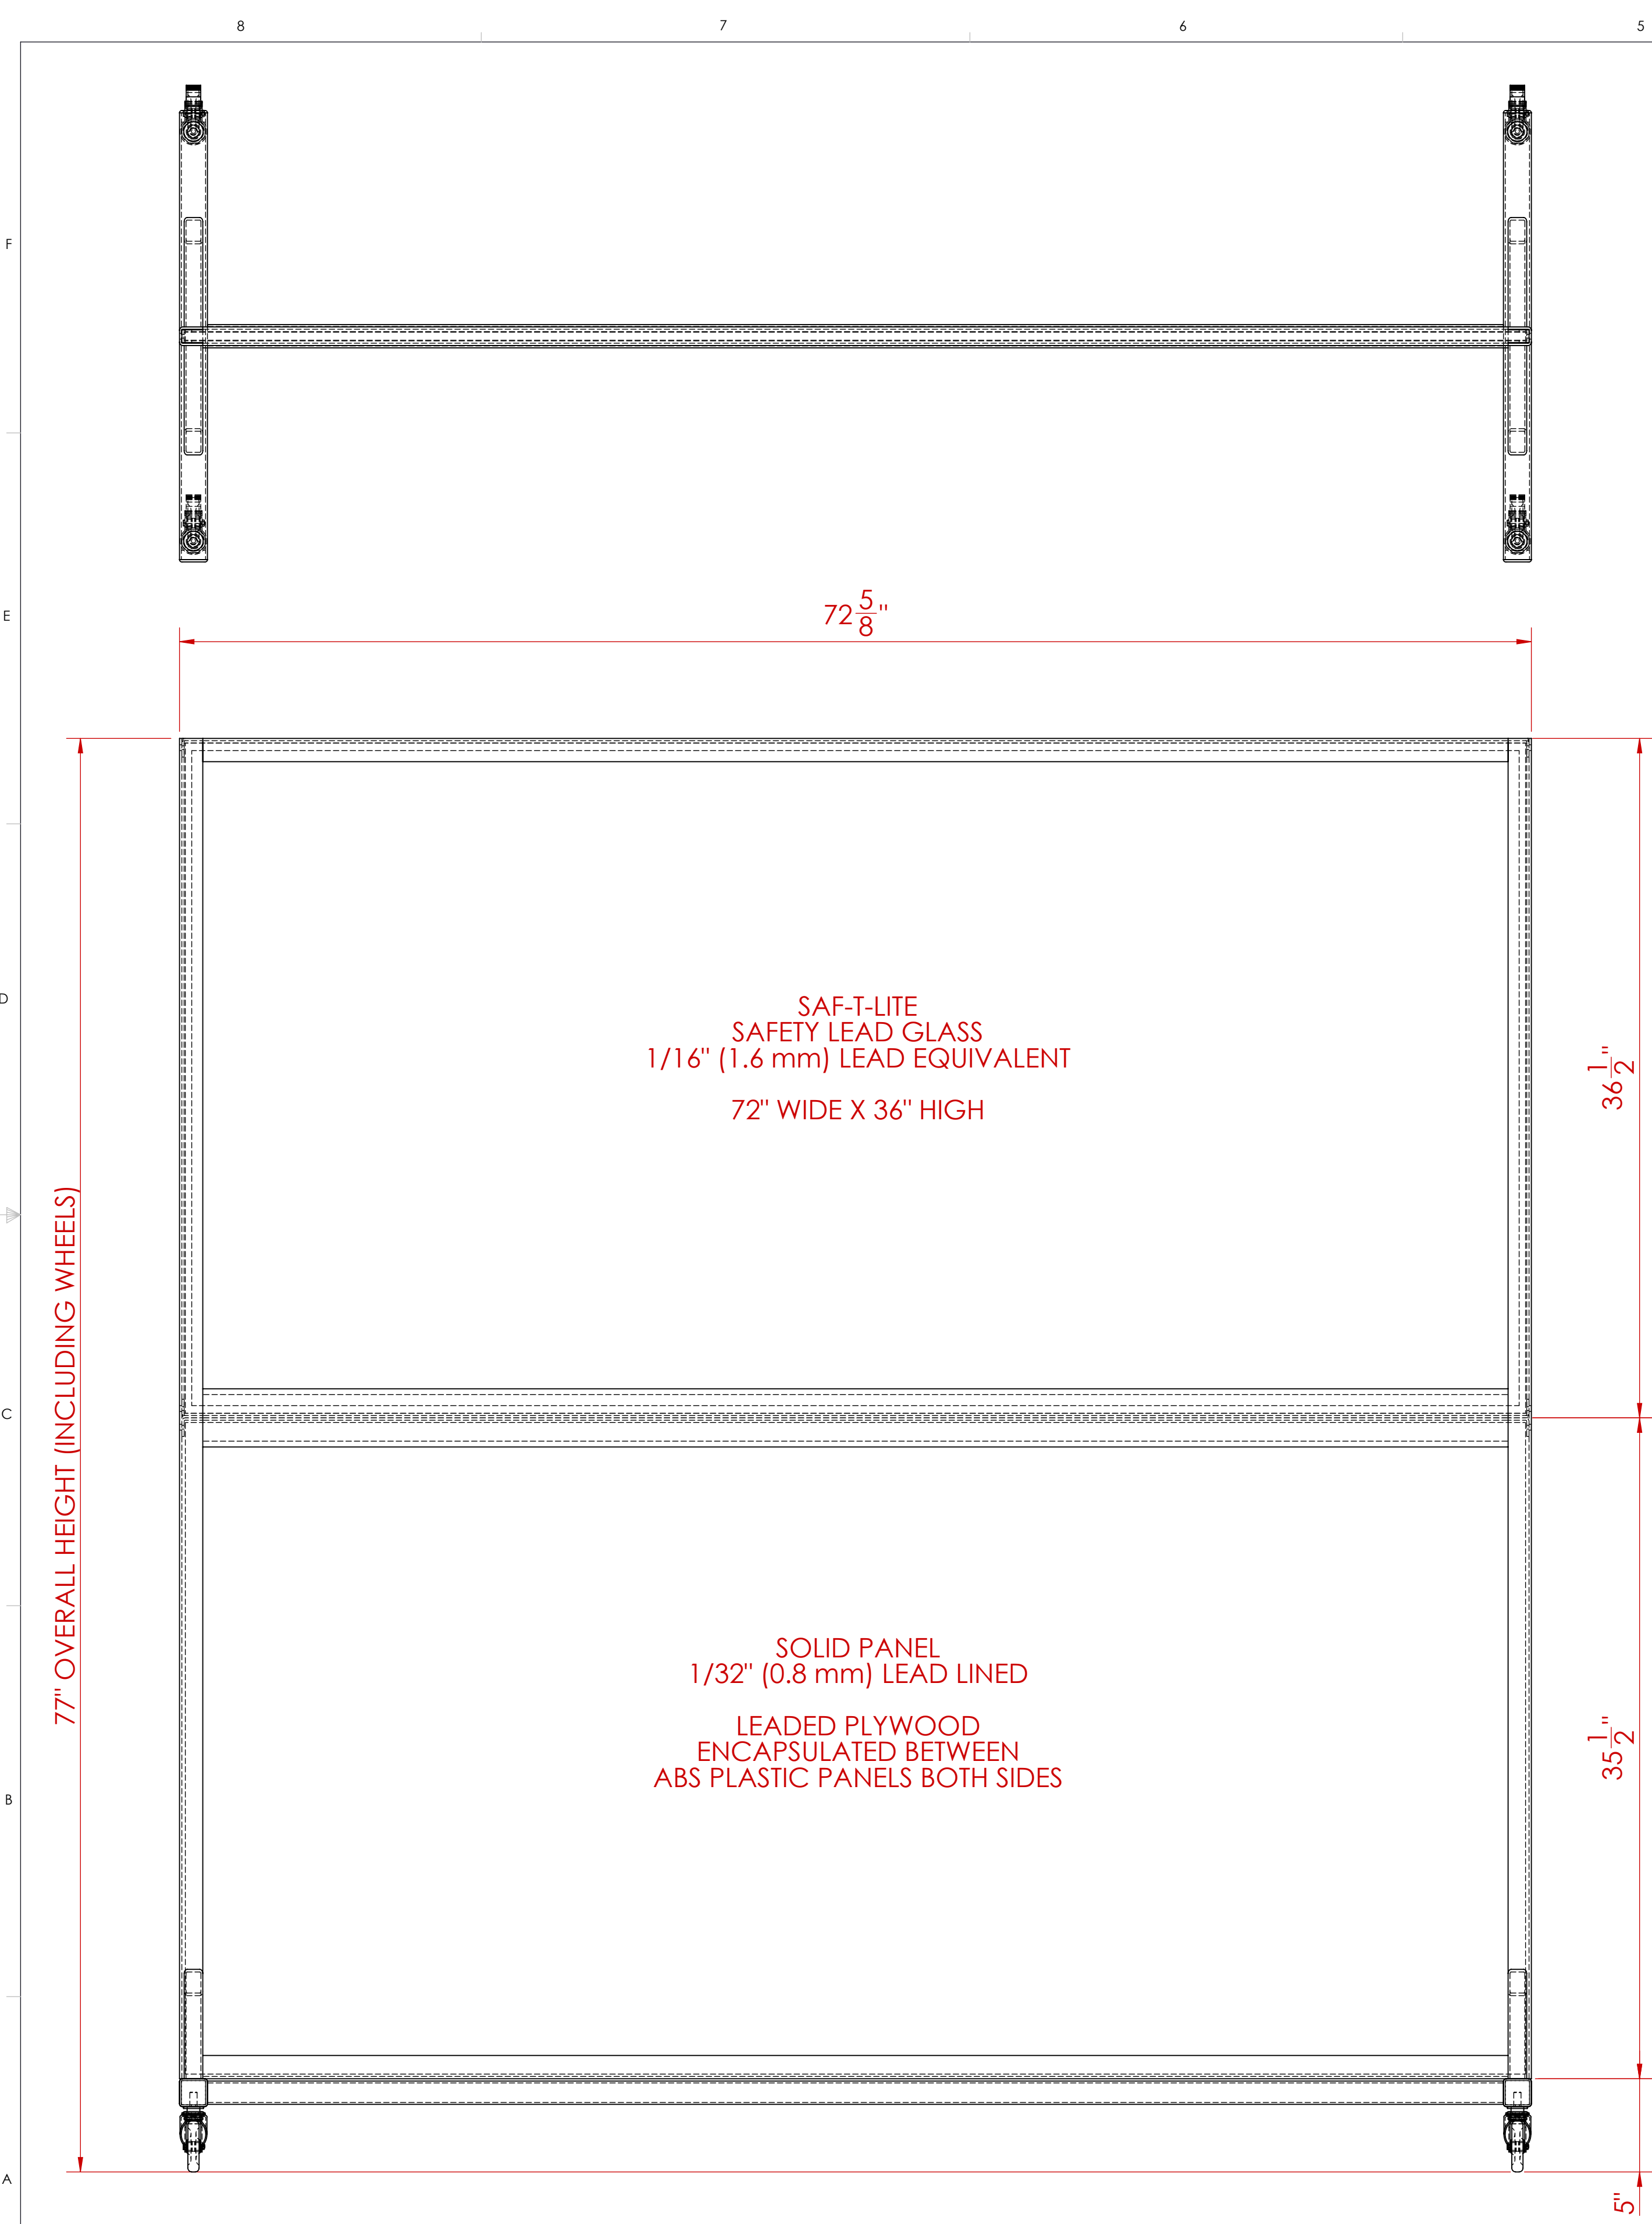 8 7 6 5
F
E
72 5/8"
SAF-T-LITE
SAFETY LEAD GLASS
1/16" (1.6 mm) LEAD EQUIVALENT
72" WIDE X 36" HIGH
D
36 1/2"
77" OVERALL HEIGHT (INCLUDING WHEELS)
C
SOLID PANEL
1/32" (0.8 mm) LEAD LINED
LEADED PLYWOOD
ENCAPSULATED BETWEEN
ABS PLASTIC PANELS BOTH SIDES
35 1/2"
B
A
5"